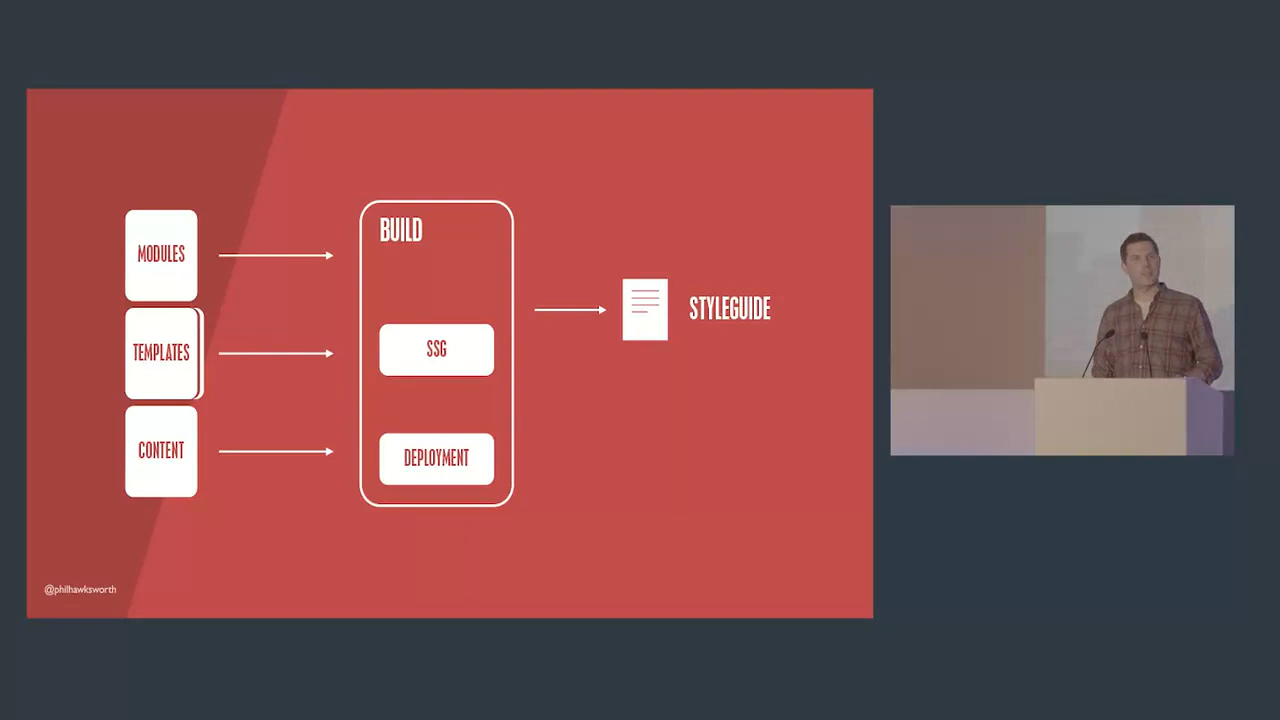 MODULES
TEMPLATES
CONTENT
BUILD
SSG
DEPLOYMENT
STYLEGUIDE
@philhawksworth